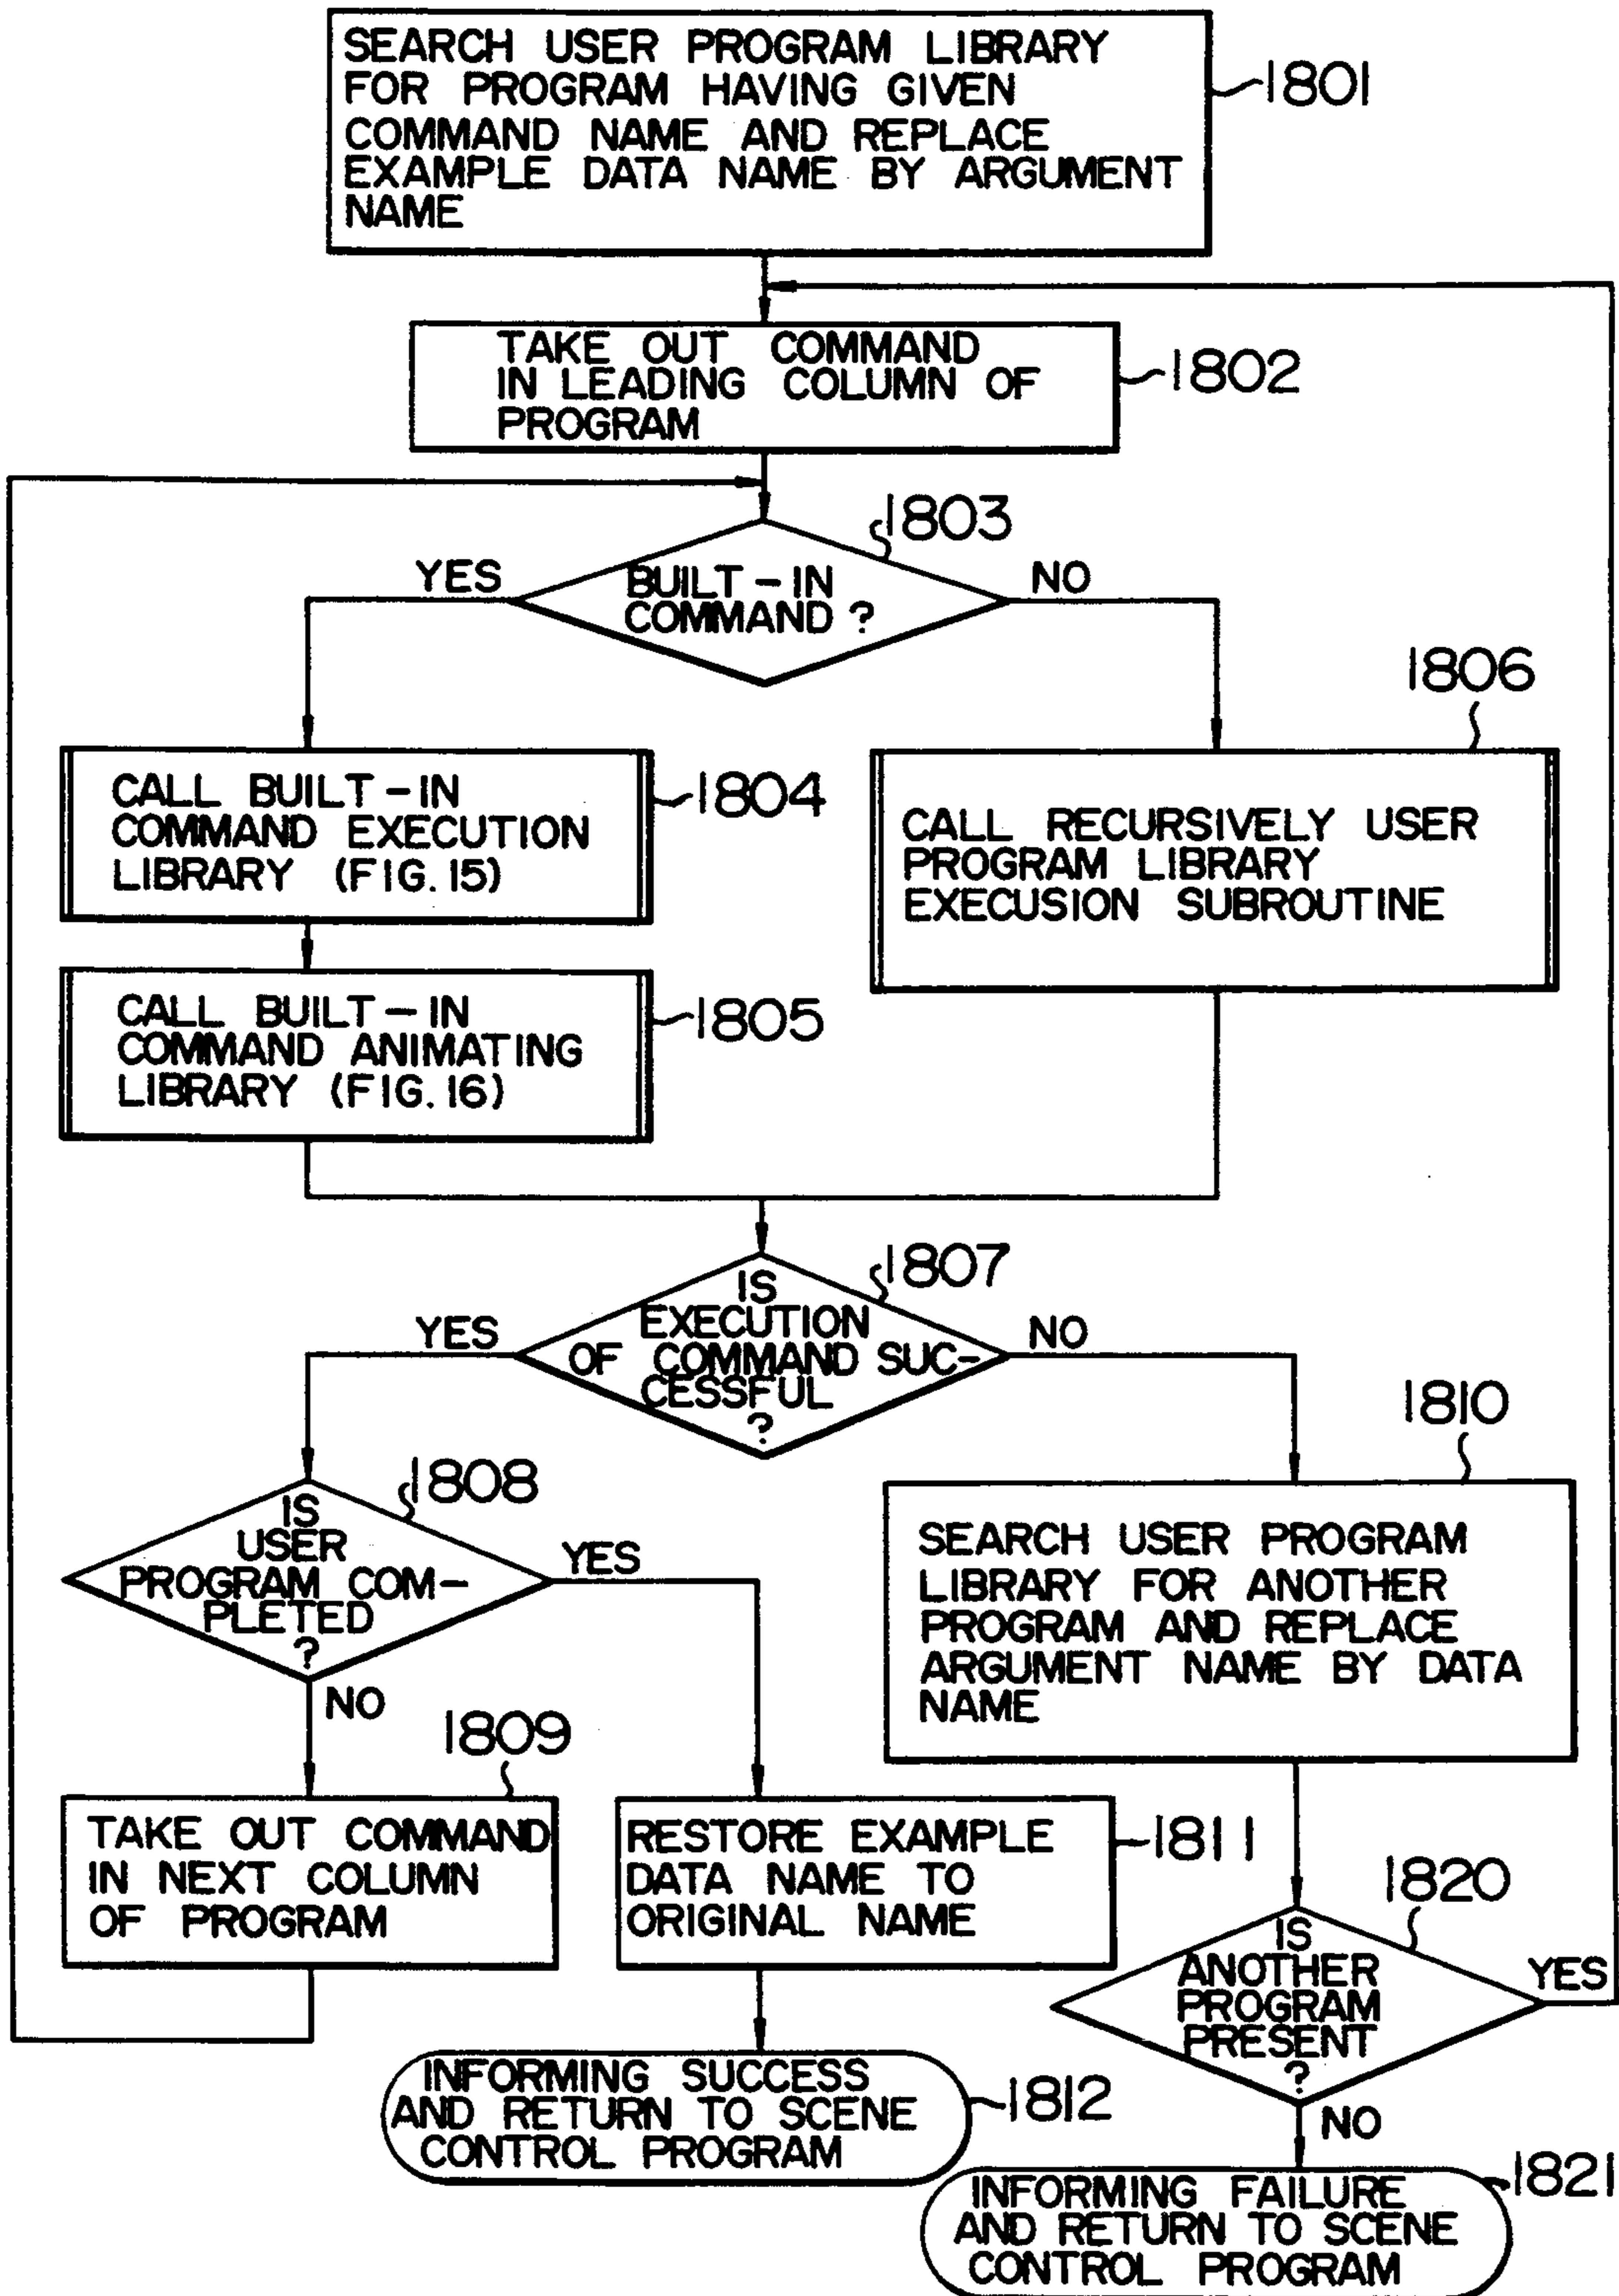 SEARCH USER PROGRAM LIBRARY
FOR PROGRAM HAVING GIVEN
COMMAND NAME AND REPLACE
EXAMPLE DATA NAME BY ARGUMENT
NAME
1801
TAKE OUT COMMAND
IN LEADING COLUMN OF
PROGRAM
1802
1803
YES
BUILT-IN
COMMAND?
NO
1806
CALL BUILT-IN
COMMAND EXECUTION
LIBRARY (FIG. 15)
1804
CALL RECURSIVELY USER
PROGRAM LIBRARY
EXECUSION SUBROUTINE
CALL BUILT-IN
COMMAND ANIMATING
LIBRARY (FIG. 16)
1805
1807
YES
IS
EXECUTION
OF COMMAND SUC-
CESSFUL
?
NO
1810
1808
IS
USER
PROGRAM COM-
PLETED
?
YES
NO
SEARCH USER PROGRAM
LIBRARY FOR ANOTHER
PROGRAM AND REPLACE
ARGUMENT NAME BY DATA
NAME
1809
TAKE OUT COMMAND
IN NEXT COLUMN
OF PROGRAM
RESTORE EXAMPLE
DATA NAME TO
ORIGINAL NAME
1811
1820
IS
ANOTHER
PROGRAM
PRESENT
?
YES
NO
INFORMING SUCCESS
AND RETURN TO SCENE
CONTROL PROGRAM
1812
INFORMING FAILURE
AND RETURN TO SCENE
CONTROL PROGRAM
1821